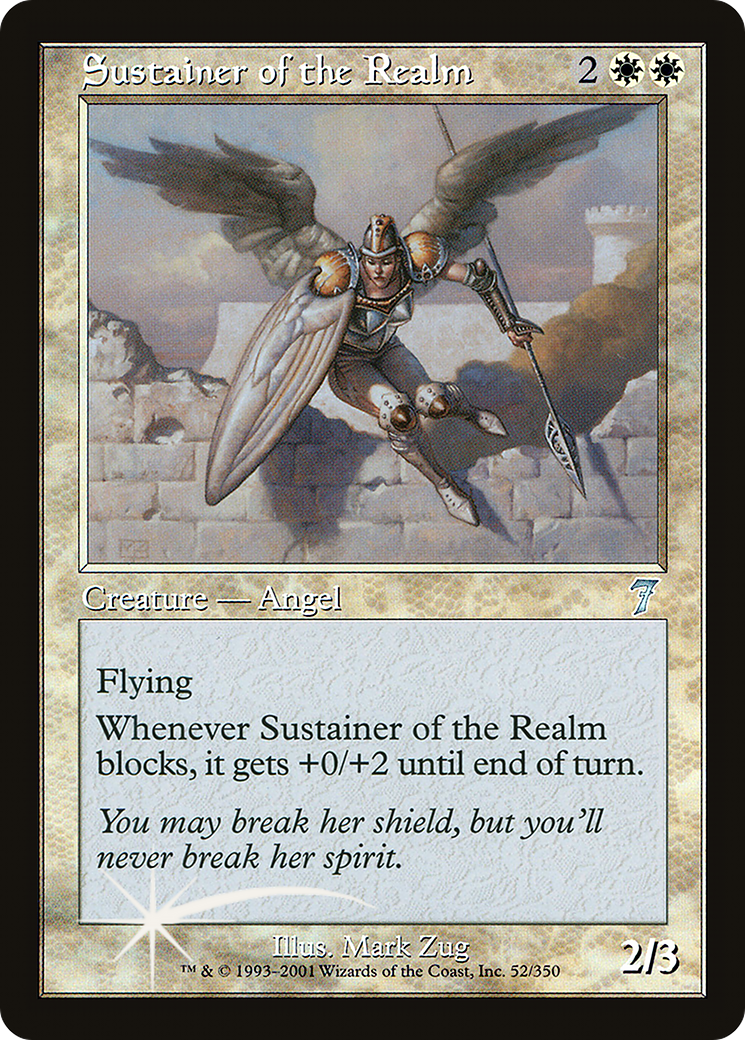 Sustainer of the Realm 2
Creature — Angel 7
Flying
Whenever Sustainer of the Realm
blocks, it gets +0/+2 until end of turn.
You may break her shield, but you'll
never break her spirit.
Illus. Mark Zug
™ & © 1993–2001 Wizards of the Coast, Inc. 52/350
2/3